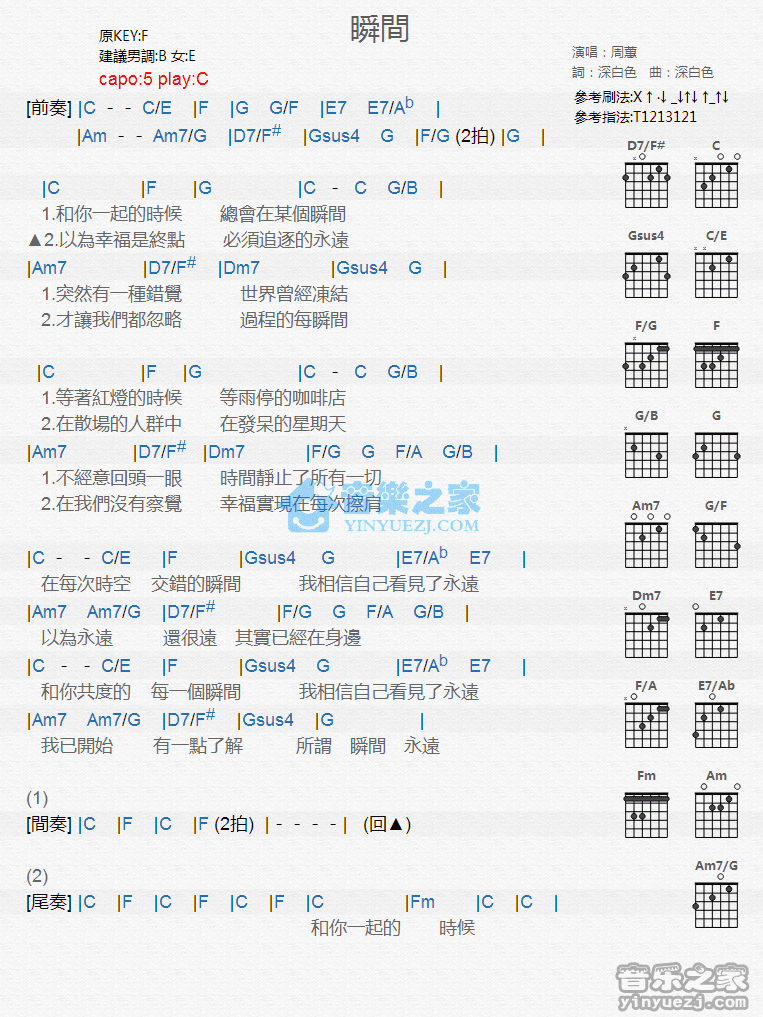 瞬間
原KEY:F
建議男調:B 女:E
capo:5 play:C
演唱：周蕙
詞：深白色　曲：深白色
參考刷法:X↑·↓_↓↑↓↑_↑↓
參考指法:T1213121
[前奏] |C - - C/E |F |G G/F |E7 E7/Ab |
|Am - - Am7/G |D7/F# |Gsus4 G |F/G (2拍) |G |
|C |F |G |C - C G/B |
1.和你一起的時候 總會在某個瞬間
▲2.以為幸福是終點 必須追逐的永遠
|Am7 |D7/F# |Dm7 |Gsus4 G |
1.突然有一種錯覺 世界曾經凍結
2.才讓我們都忽略 過程的每瞬間
|C |F |G |C - C G/B |
1.等著紅燈的時候 等雨停的咖啡店
2.在散場的人群中 在發呆的星期天
|Am7 |D7/F# |Dm7 |F/G G F/A G/B |
1.不經意回頭一眼 時間靜止了所有一切
2.在我們沒有察覺 幸福實現在每次擦肩
|C - - C/E |F |Gsus4 G |E7/Ab E7 |
在每次時空 交錯的瞬間 我相信自己看見了永遠
|Am7 Am7/G |D7/F# |F/G G F/A G/B |
以為永遠 還很遠 其實已經在身邊
|C - - C/E |F |Gsus4 G |E7/Ab E7 |
和你共度的 每一個瞬間 我相信自己看見了永遠
|Am7 Am7/G |D7/F# |Gsus4 |G |
我已開始 有一點了解 所謂 瞬間 永遠
(1)
[間奏] |C |F |C |F (2拍) |- - - -| (回▲)
(2)
[尾奏] |C |F |C |F |C |F |C |Fm |C |C |
和你一起的 時候
D7/F# C
Gsus4 C/E
F/G F
G/B G
Am7 G/F
Dm7 E7
F/A E7/Ab
Fm Am
Am7/G
音樂之家
YINYUEZJ.COM
音乐之家
yinyuezj.com